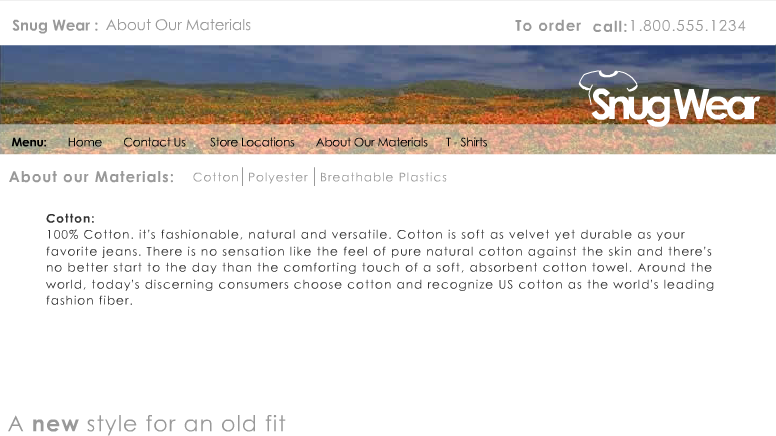 Snug Wear : About Our Materials
To order call:1.800.555.1234
Snug Wear
Menu: Home Contact Us Store Locations About Our Materials T - Shirts
About our Materials: Cotton | Polyester | Breathable Plastics
Cotton:
100% Cotton. it's fashionable, natural and versatile. Cotton is soft as velvet yet durable as your
favorite jeans. There is no sensation like the feel of pure natural cotton against the skin and there's
no better start to the day than the comforting touch of a soft, absorbent cotton towel. Around the
world, today's discerning consumers choose cotton and recognize US cotton as the world's leading
fashion fiber.
A new style for an old fit